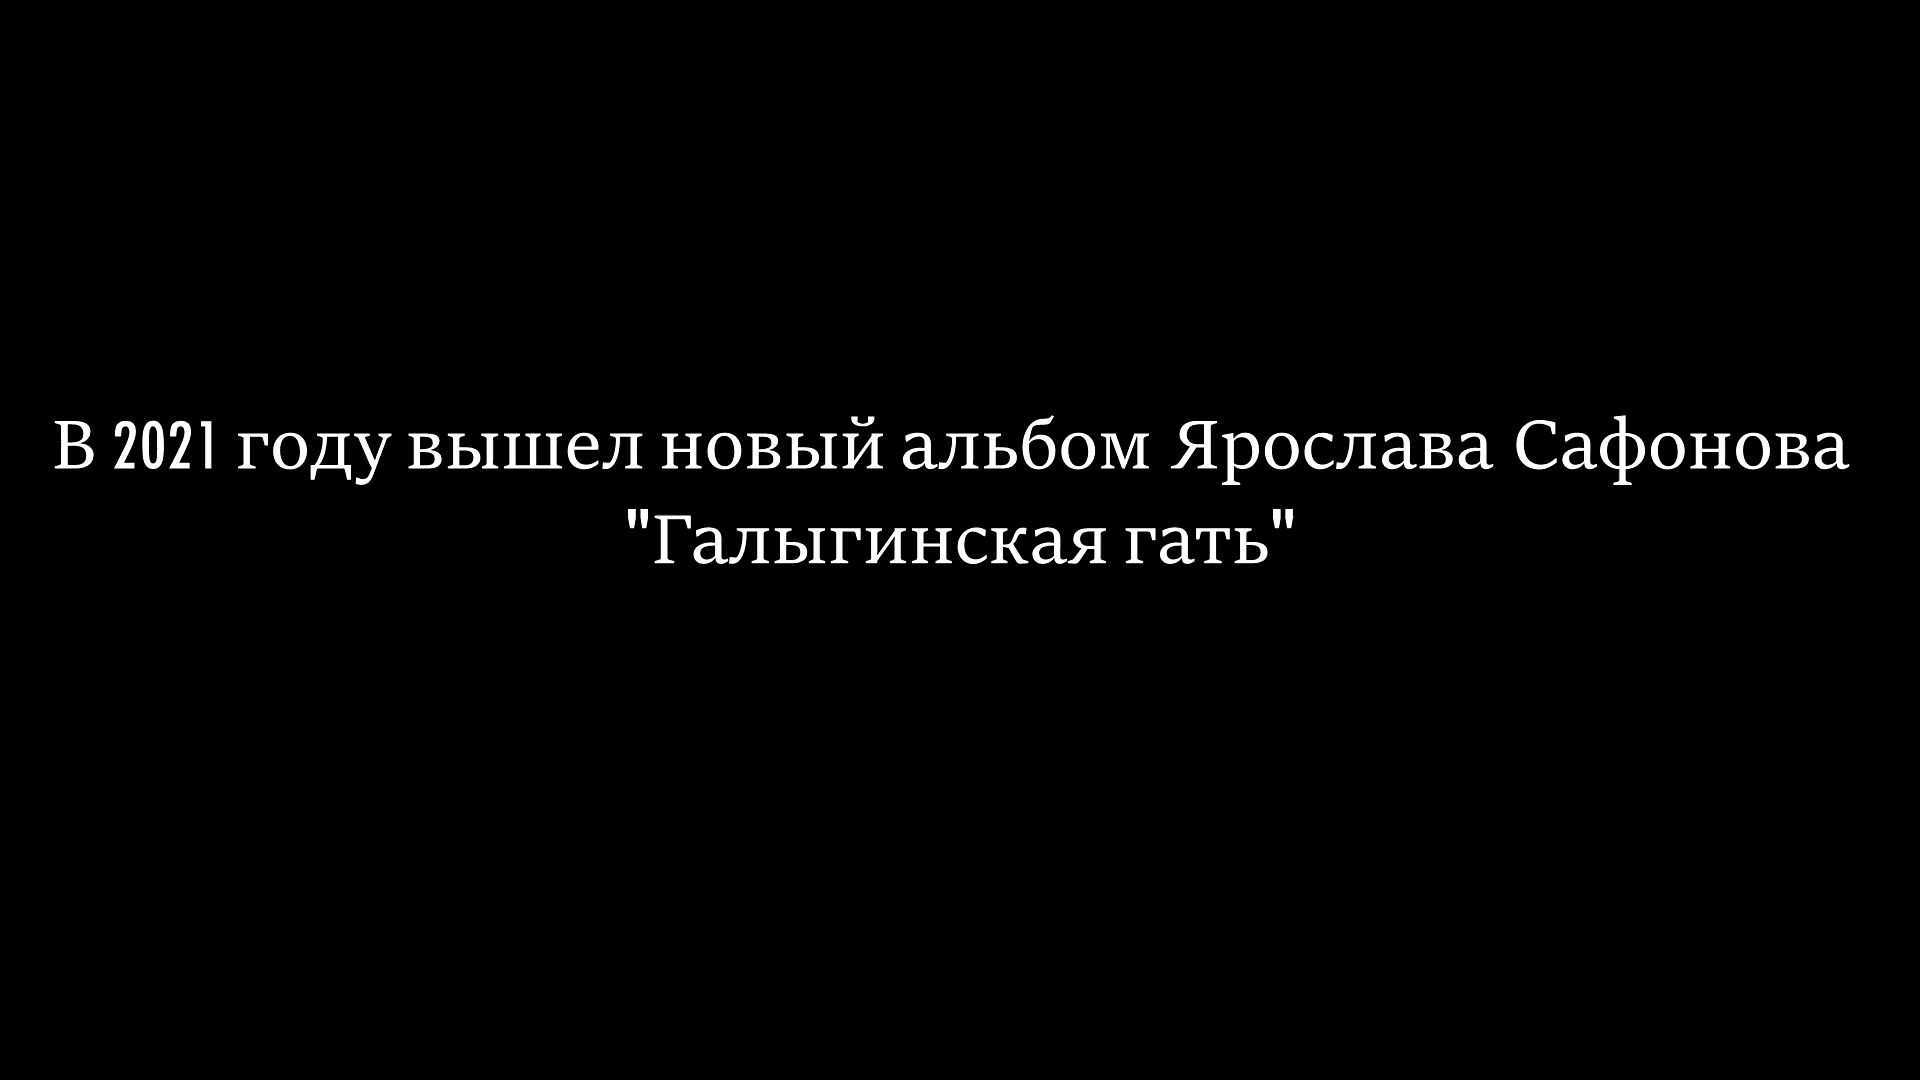 В 2021 году вышел новый альбом Ярослава Сафонова
"Галыгинская гать"